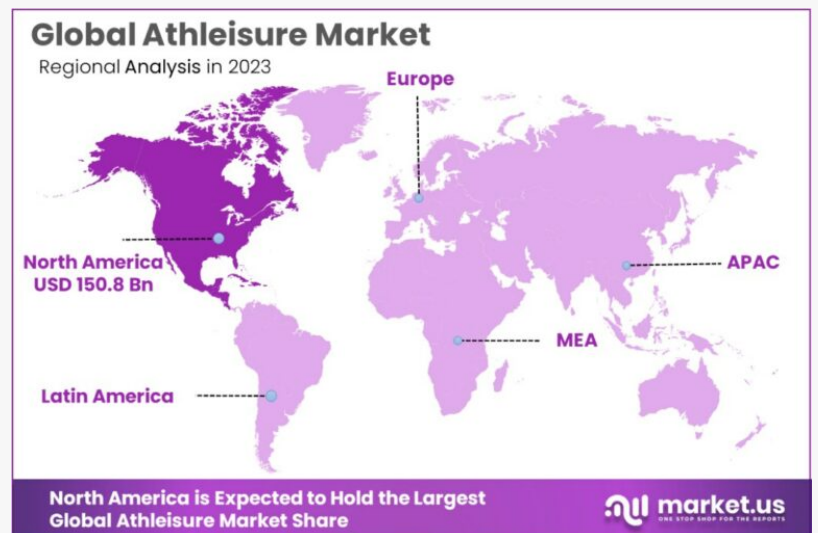 Global Athleisure Market
Regional Analysis in 2023
Europe
North America
USD 150.8 Bn
APAC
MEA
Latin America
North America is Expected to Hold the Largest
Global Athleisure Market Share
market.us
ONE STOP SHOP FOR THE REPORTS